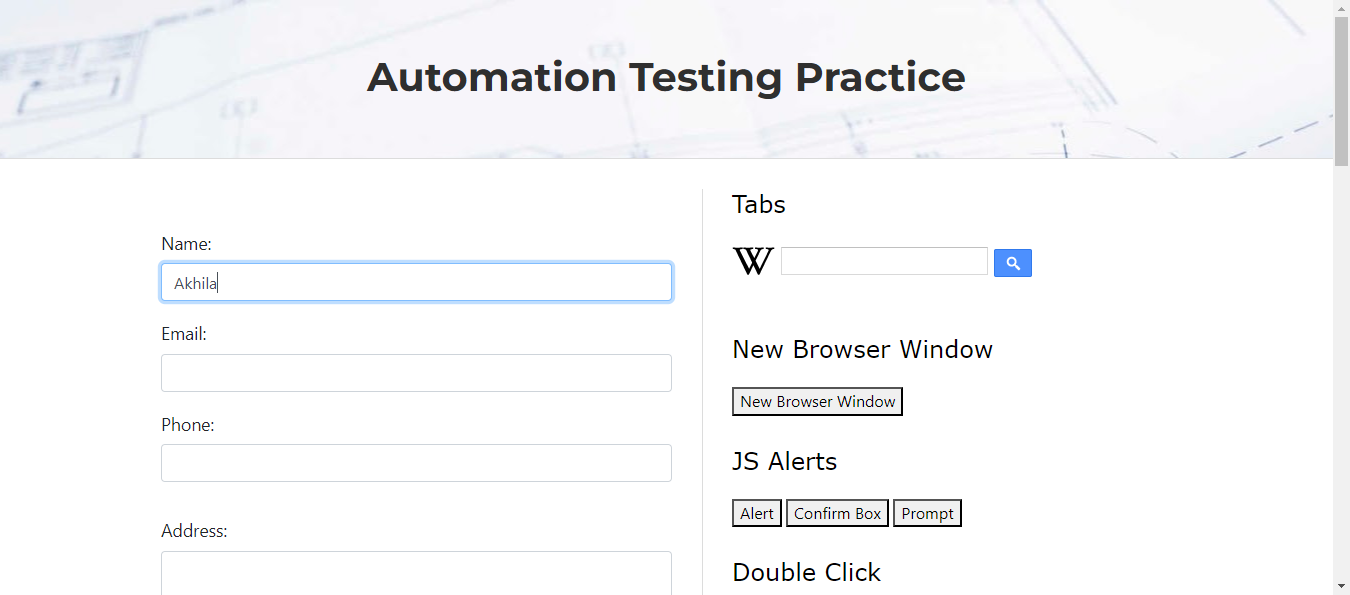 Automation Testing Practice
Name:
Akhila
Email:
Phone:
Address:
Tabs
W
New Browser Window
New Browser Window
JS Alerts
Alert Confirm Box Prompt
Double Click